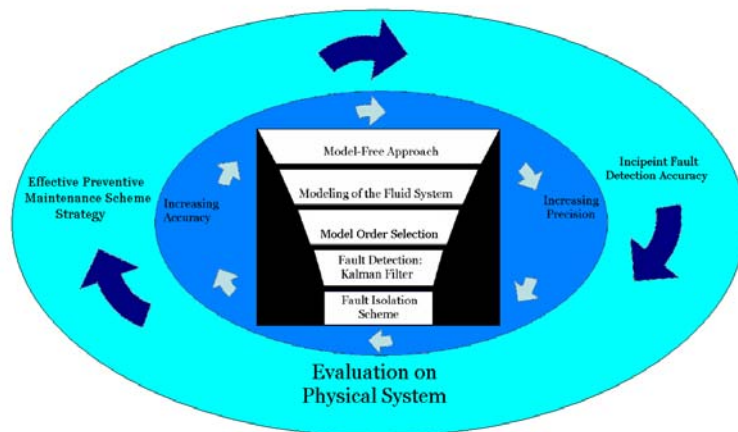 Model-Free Approach
Modeling of the Fluid System
Model Order Selection
Fault Detection:
Kalman Filter
Fault Isolation
Scheme
Effective Preventive
Maintenance Scheme
Strategy
Increasing
Accuracy
Increasing
Precision
Incipeint Fault
Detection Accuracy
Evaluation on
Physical System